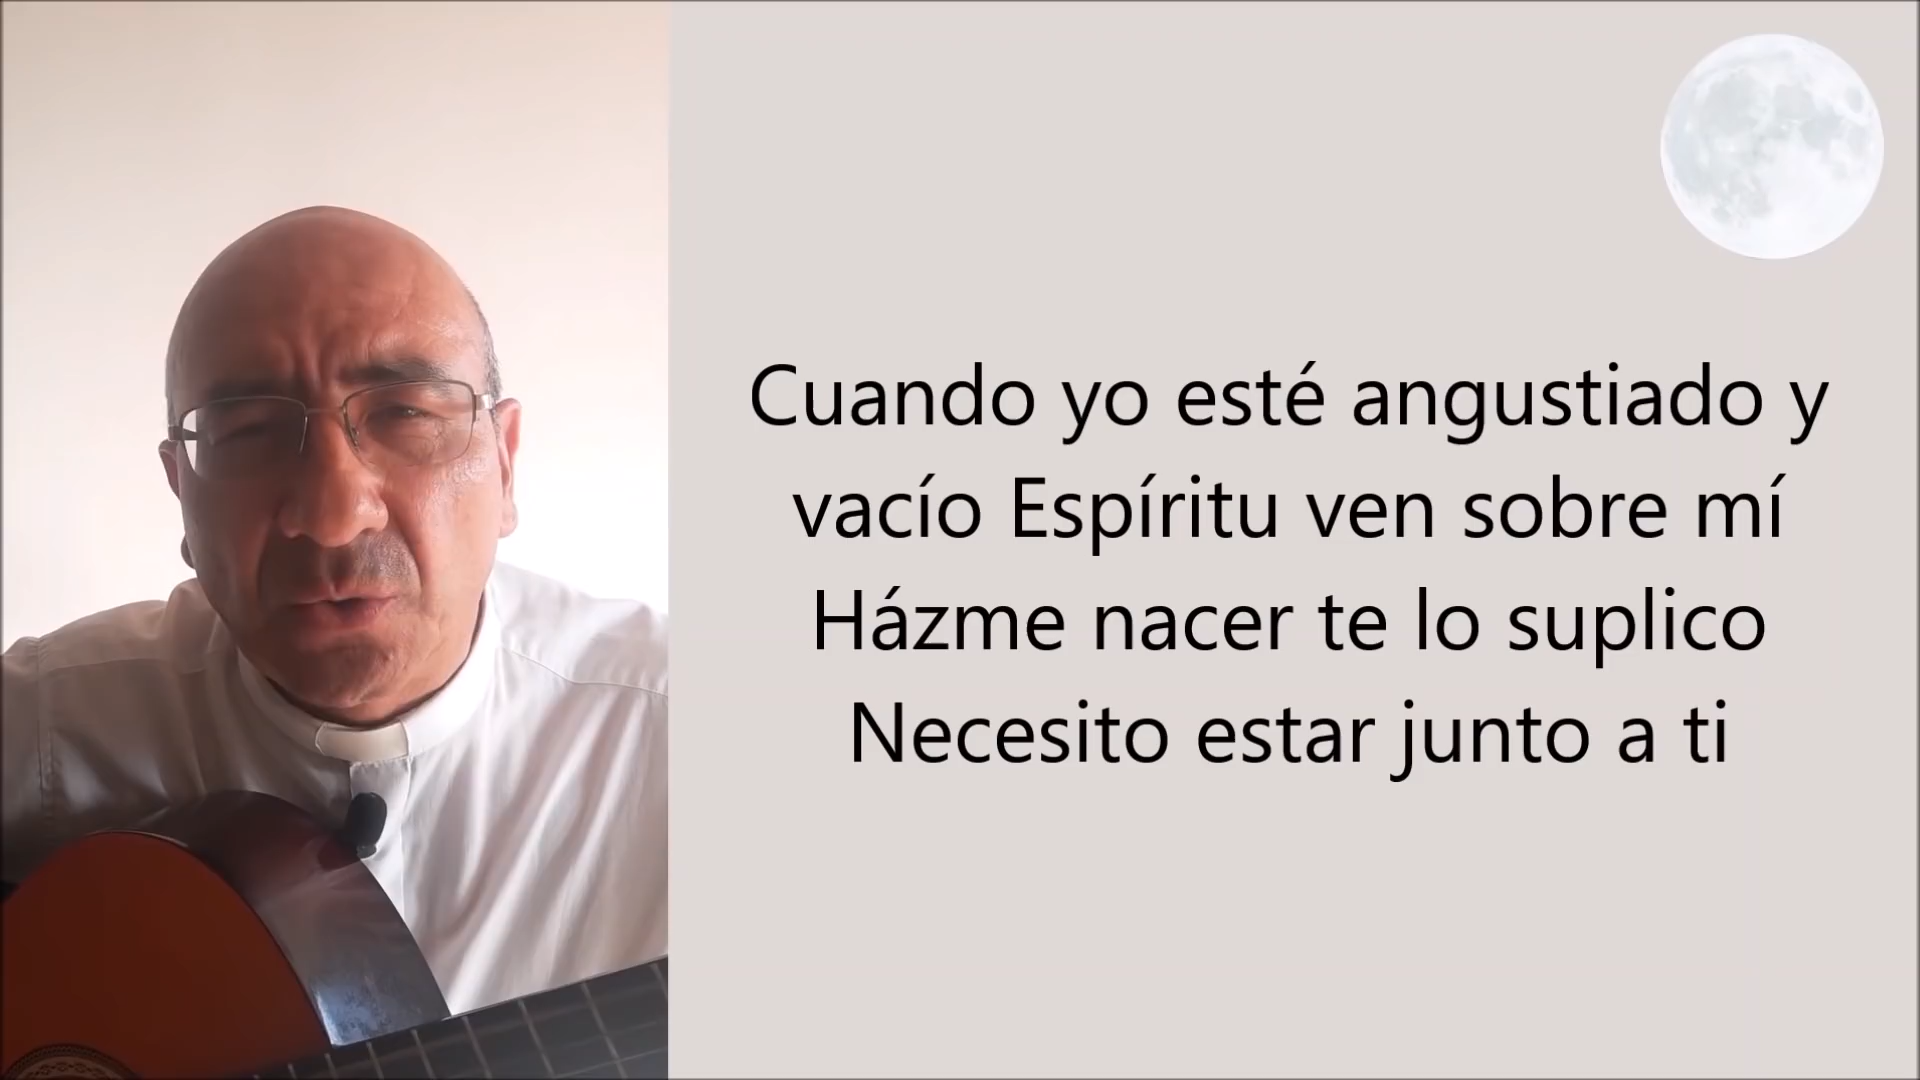 Cuando yo esté angustiado y
vacío Espíritu ven sobre mí
Házme nacer te lo suplico
Necesito estar junto a ti